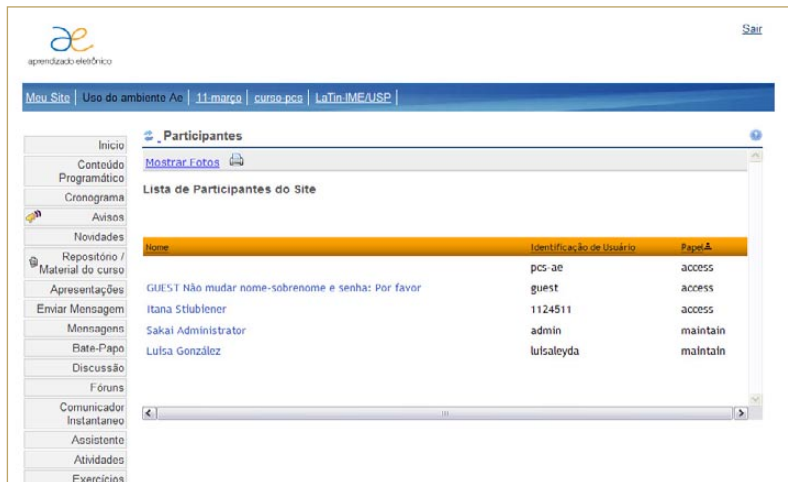 Sair
ae
aprendizado eletrônico
Meu Site | Uso do ambiente Ae | 11-março | curso pcs | LaTin-IME/USP |
Participantes
Mostrar Fotos
Lista de Participantes do Site
Nome Identificação de Usuário Papel
pcs-ae access
GUEST Não mudar nome-sobrenome e senha: Por favor guest access
Itana Stiubiener 1124511 access
Sakai Administrator admin maintain
Luisa González luisaleyda maintain
Inicio
Conteúdo
Programático
Cronograma
Avisos
Novidades
Repositório /
Material do curso
Apresentações
Enviar Mensagem
Mensagens
Bate-Papo
Discussão
Fóruns
Comunicador
Instantaneo
Assistente
Atividades
Exercícios